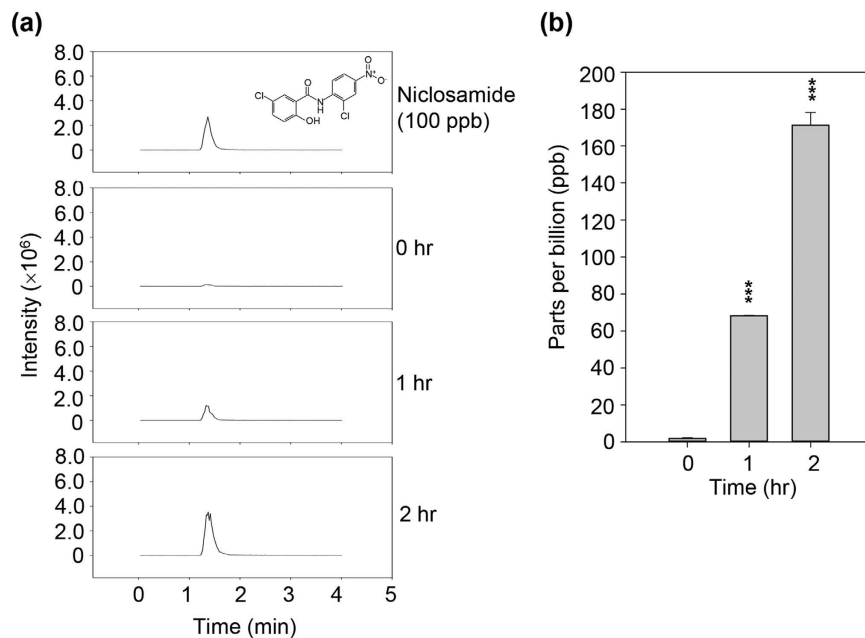 (a)
Intensity (×10⁶)
8.0
6.0
4.0
2.0
0
Cl
OH
O
NH
Cl
O
N⁺
O⁻
Niclosamide
(100 ppb)
8.0
6.0
4.0
2.0
0
0 hr
8.0
6.0
4.0
2.0
0
1 hr
8.0
6.0
4.0
2.0
0
2 hr
0 1 2 3 4 5
Time (min)
(b)
Parts per billion (ppb)
200
180
160
140
120
100
80
60
40
20
0
***
***
0 1 2
Time (hr)